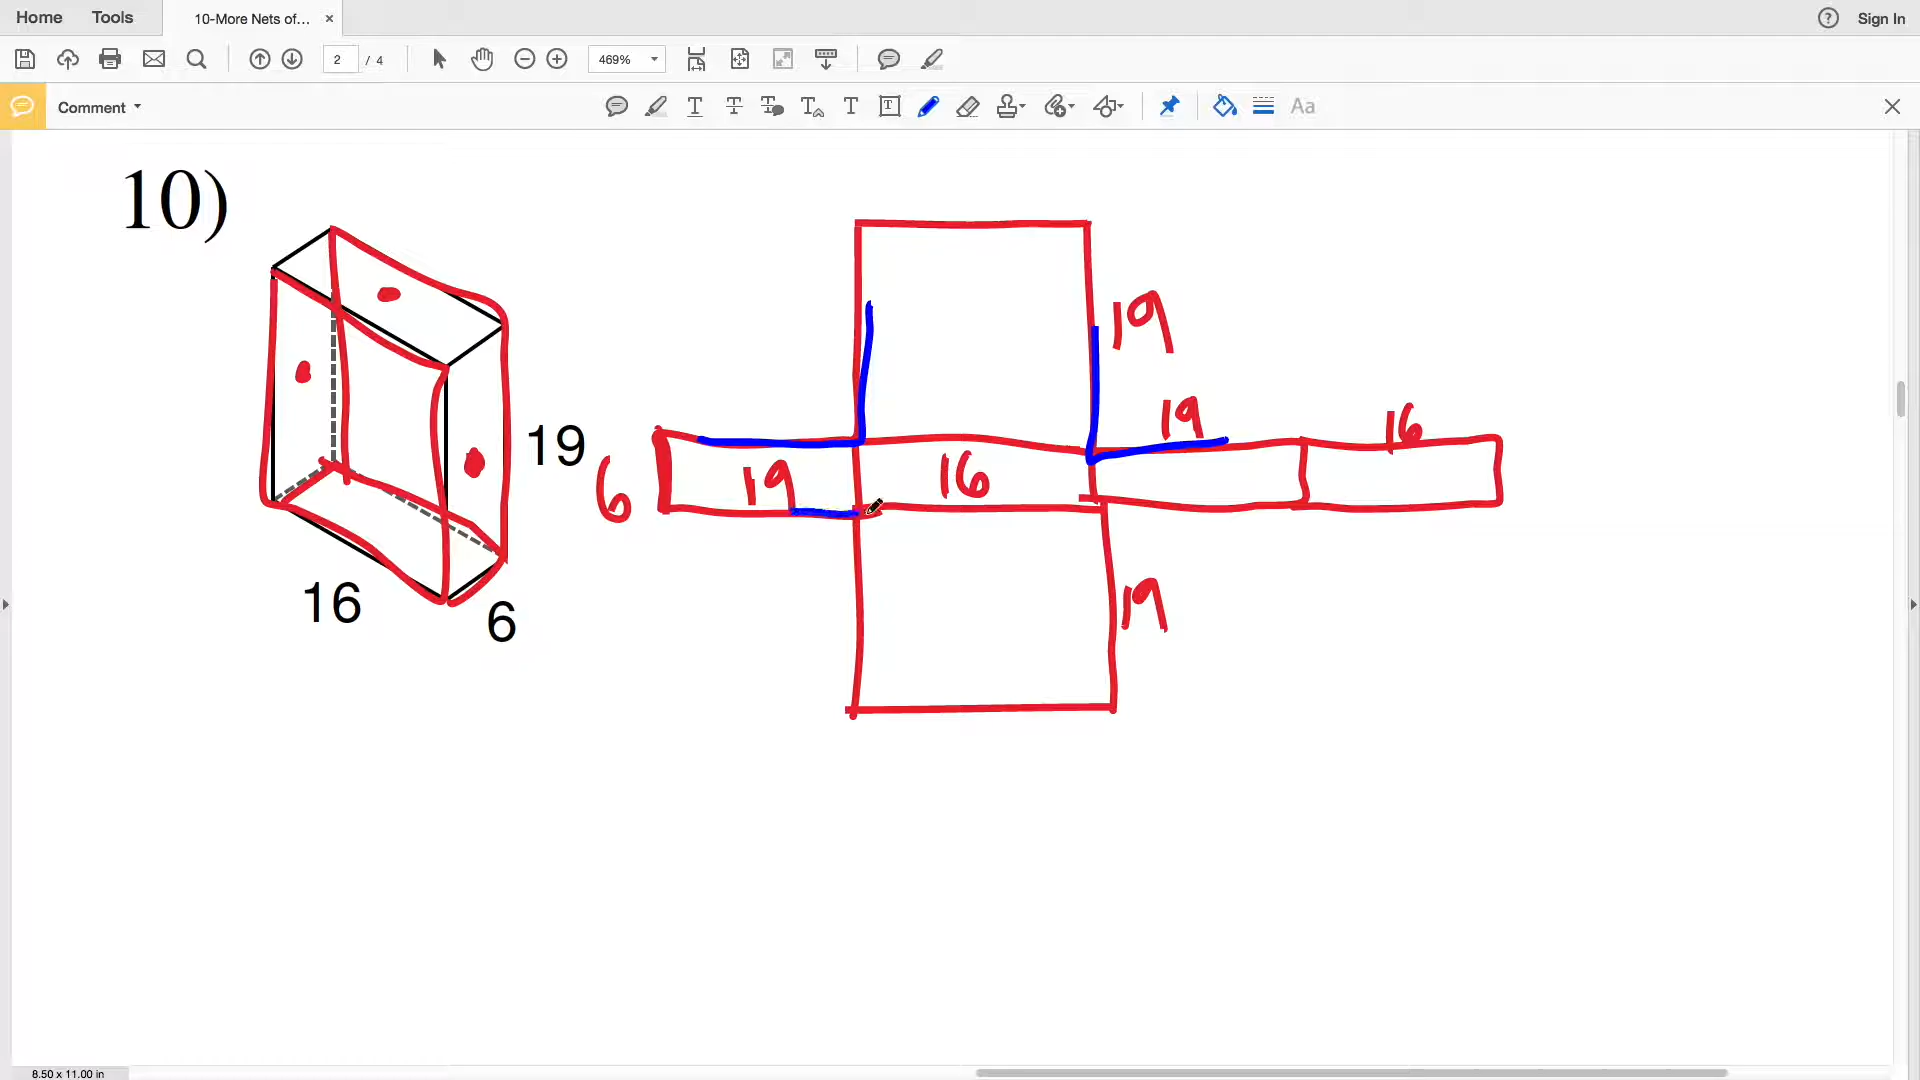 Home Tools 10-More Nets of... × ? Sign In
2 / 4 469%
Comment T T T T T T Aa
10)
19
16
6
19
19
16
6
19
16
19
8.50 x 11.00 in